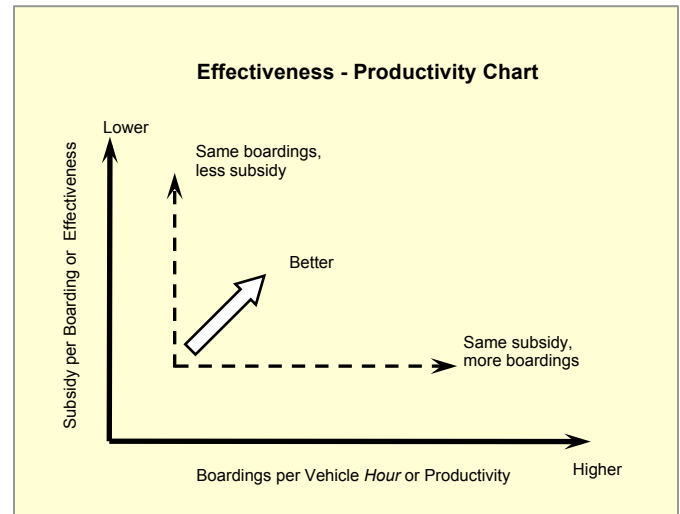 Effectiveness - Productivity Chart
Lower
Same boardings,
less subsidy
Subsidy per Boarding or Effectiveness
Better
Same subsidy,
more boardings
Boardings per Vehicle Hour or Productivity
Higher